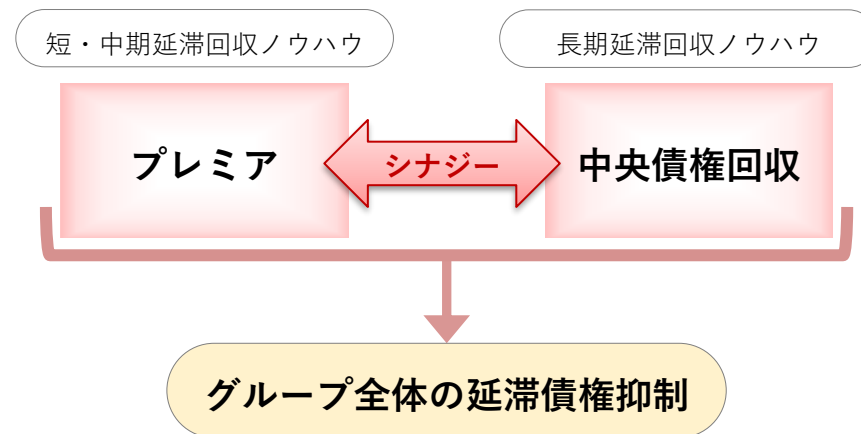 短・中期延滞回収ノウハウ
長期延滞回収ノウハウ
プレミア
シナジー
中央債権回収
グループ全体の延滞債権抑制